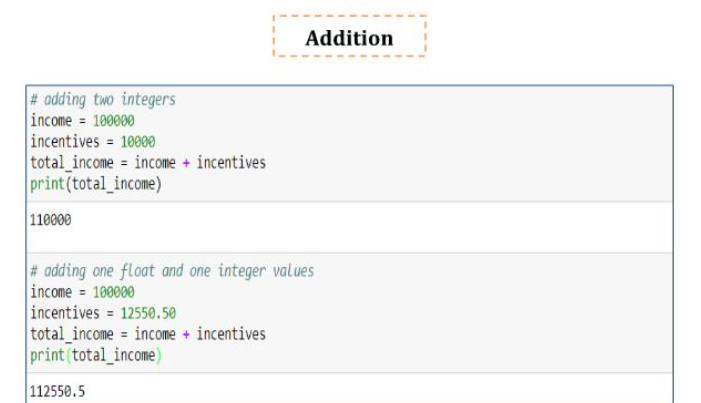 Addition
# adding two integers
income = 100000
incentives = 10000
total_income = income + incentives
print(total_income)
110000
# adding one float and one integer values
income = 100000
incentives = 12550.50
total_income = income + incentives
print(total_income)
112550.5